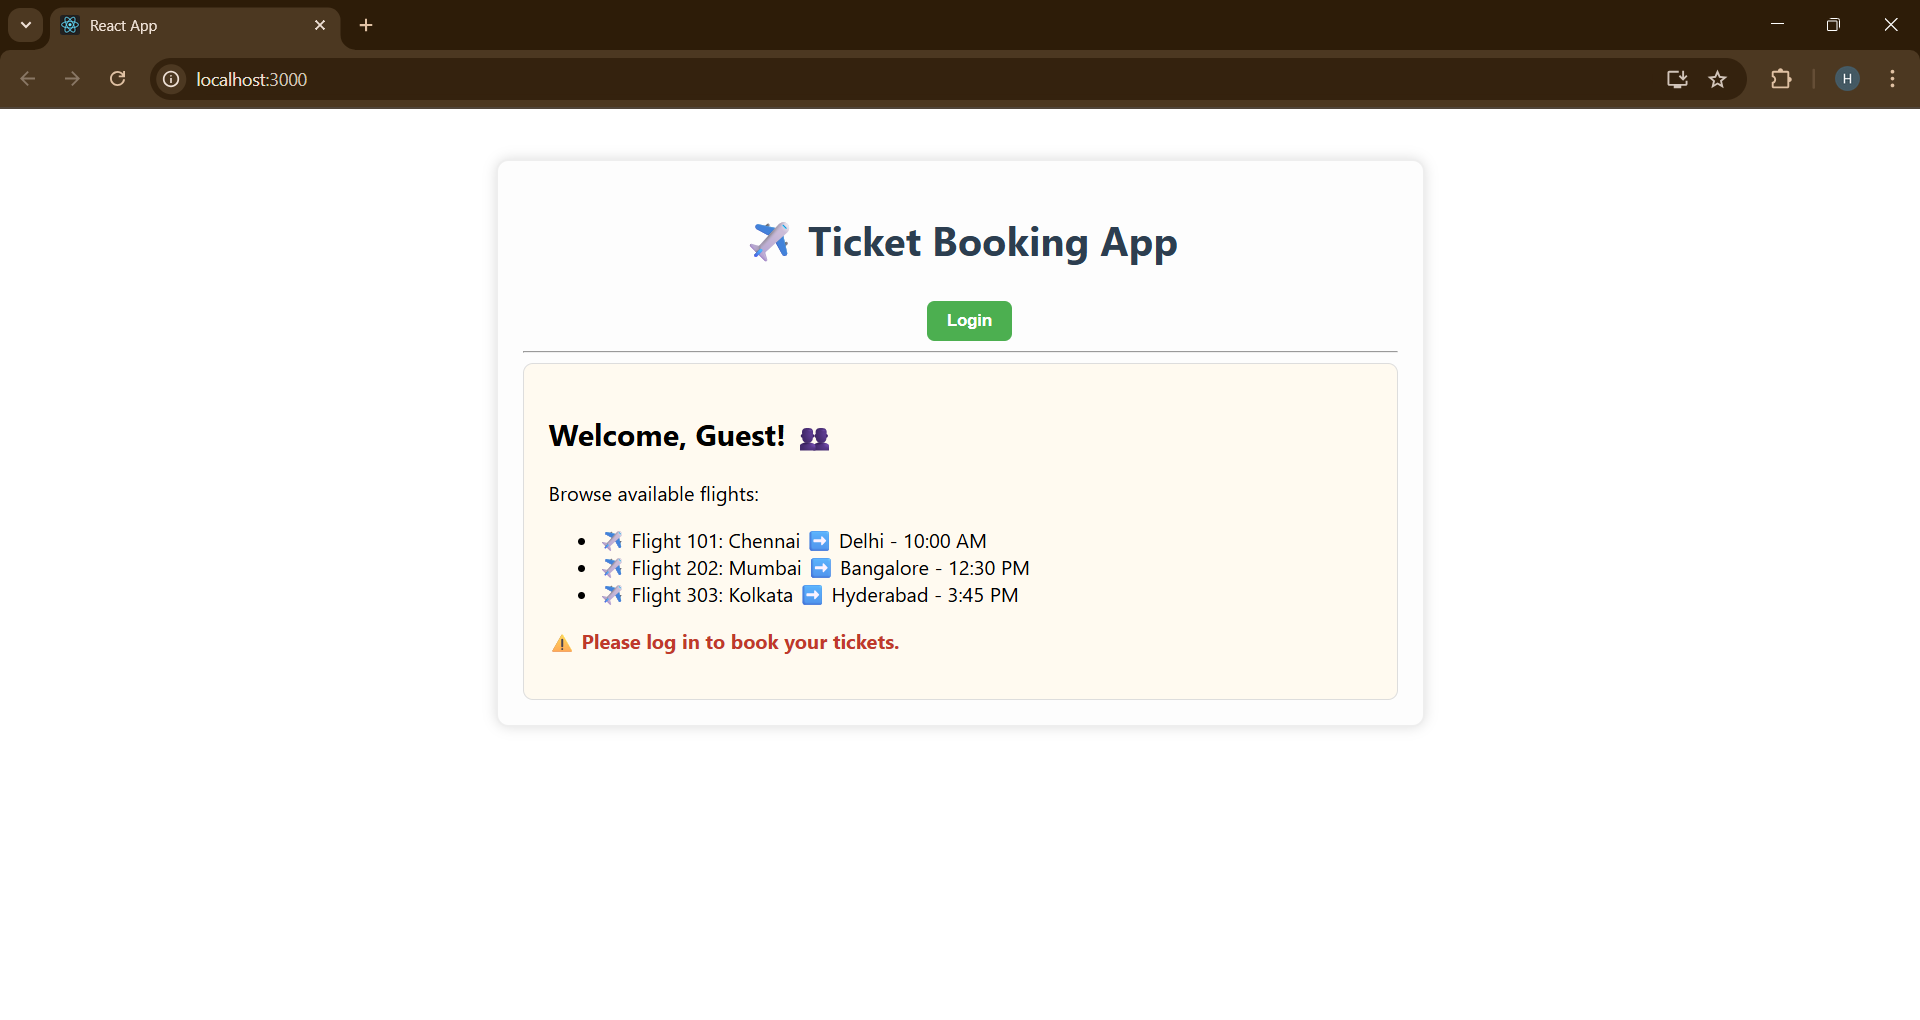 React App
localhost:3000
H
✈️ Ticket Booking App
Login
Welcome, Guest! 👥
Browse available flights:
• ✈️ Flight 101: Chennai ➡️ Delhi - 10:00 AM
• ✈️ Flight 202: Mumbai ➡️ Bangalore - 12:30 PM
• ✈️ Flight 303: Kolkata ➡️ Hyderabad - 3:45 PM
⚠️ Please log in to book your tickets.